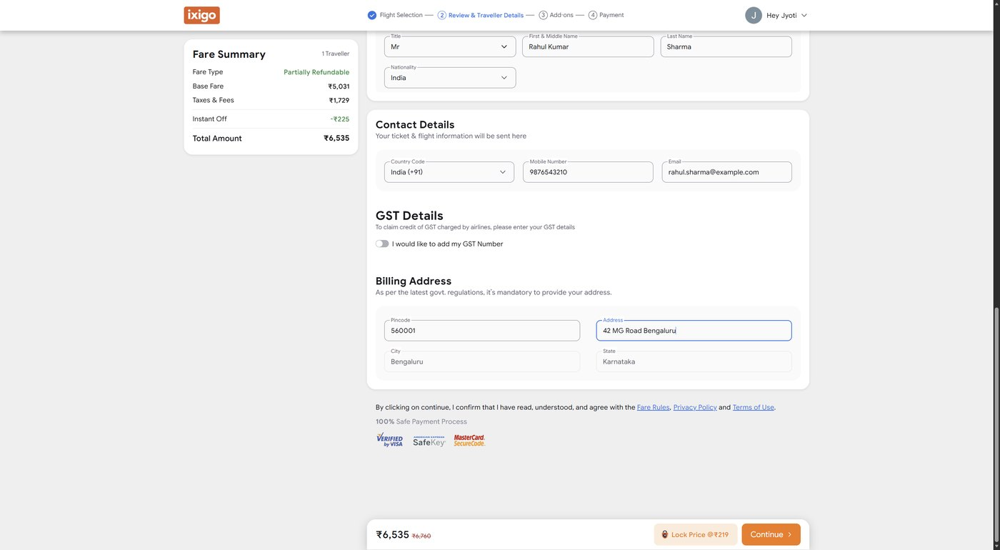 ixigo
Flight Selection
2 Review & Traveller Details
3 Add-ons
4 Payment
J Hey Jyoti
Fare Summary
1 Traveller
Fare Type Partially Refundable
Base Fare ₹5,031
Taxes & Fees ₹1,729
Instant Off -₹225
Total Amount ₹6,535
Title
Mr
First & Middle Name
Rahul Kumar
Last Name
Sharma
Nationality
India
Contact Details
Your ticket & flight information will be sent here
Country Code
India (+91)
Mobile Number
9876543210
Email
rahul.sharma@example.com
GST Details
To claim credit of GST charged by airlines, please enter your GST details
I would like to add my GST Number
Billing Address
As per the latest govt. regulations, it's mandatory to provide your address.
Pincode
560001
Address
42 MG Road Bengaluru
City
Bengaluru
State
Karnataka
By clicking on continue, I confirm that I have read, understood, and agree with the Fare Rules, Privacy Policy and Terms of Use.
100% Safe Payment Process
VERIFIED
by VISA
AMERICAN EXPRESS
SafeKey
MasterCard.
SecureCode.
₹6,535 ₹6,760
Lock Price @₹219
Continue